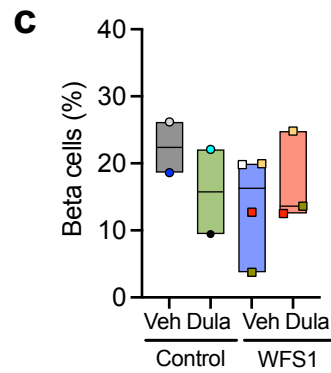 c
Beta cells (%)
40
30
20
10
0
Veh Dula Veh Dula
Control WFS1